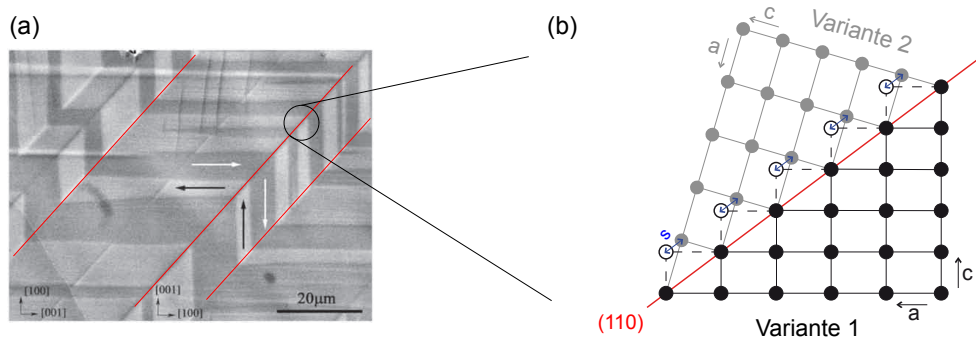 (a)
(b)
[100]
[001]
[001]
[100]
20μm
c
a
Variante 2
s
(110)
Variante 1
a
c